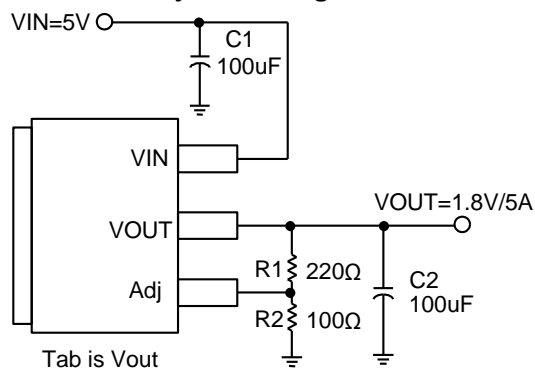 VIN=5V
C1
100uF
VIN
VOUT
Adj
VOUT=1.8V/5A
R1 220Ω
C2
100uF
R2 100Ω
Tab is Vout